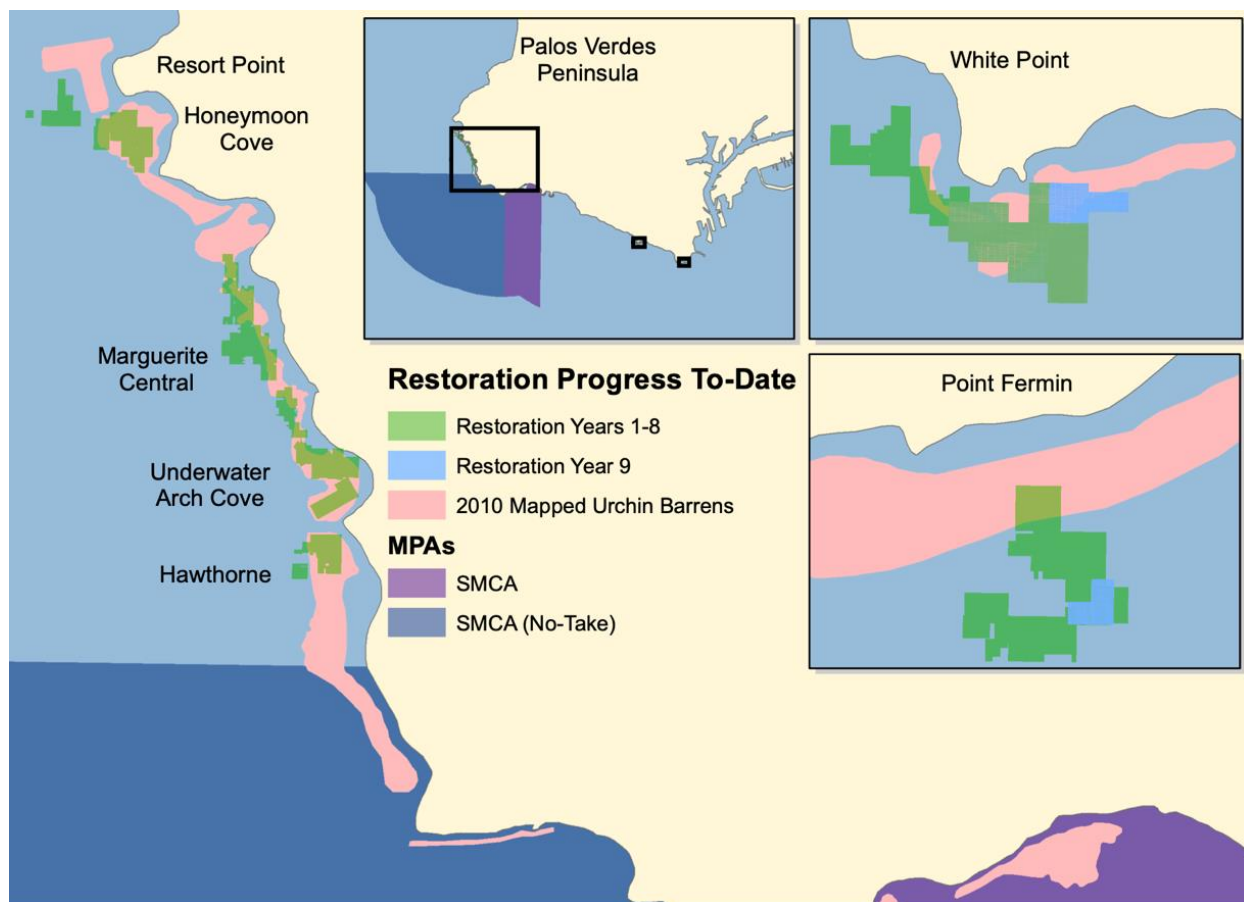 Resort Point
Honeymoon
Cove
Marguerite
Central
Underwater
Arch Cove
Hawthorne
Palos Verdes
Peninsula
Restoration Progress To-Date
Restoration Years 1-8
Restoration Year 9
2010 Mapped Urchin Barrens
MPAs
SMCA
SMCA (No-Take)
White Point
Point Fermin